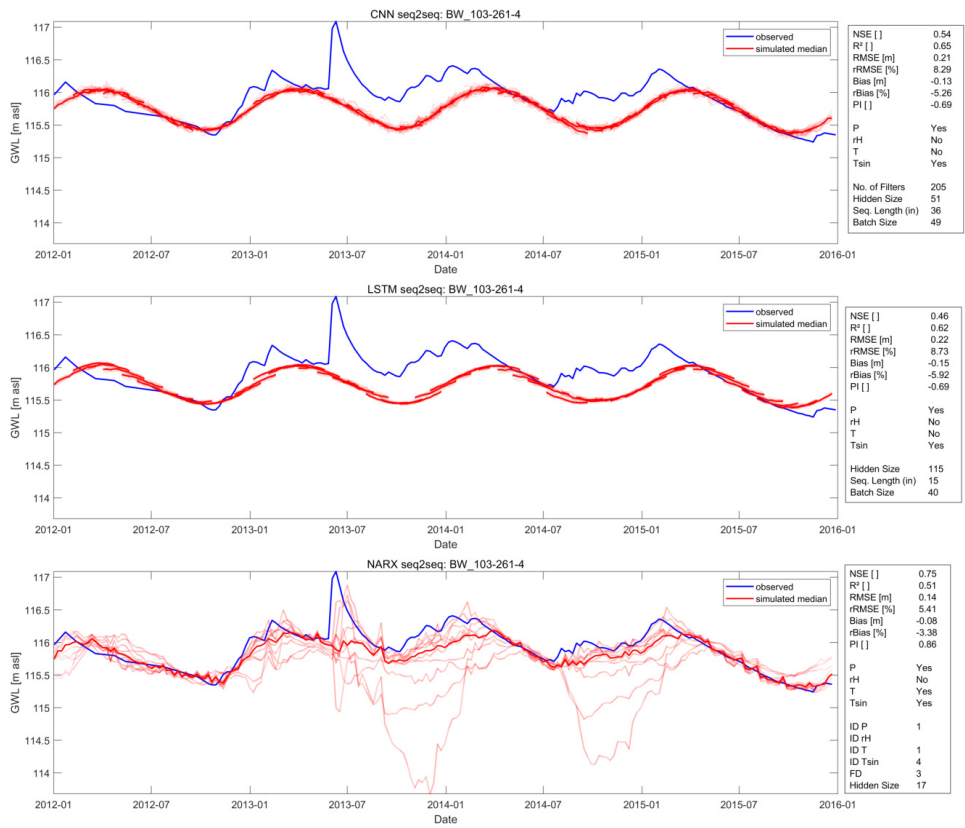 CNN seq2seq: BW_103-261-4
117
116.5
116
115.5
115
114.5
114
GWL [m asl]
observed
simulated median
2012-01
2012-07
2013-01
2013-07
2014-01
2014-07
2015-01
2015-07
2016-01
Date
NSE [ ] 0.54
R² [ ] 0.65
RMSE [m] 0.21
rRMSE [%] 8.29
Bias [m] -0.13
rBias [%] -5.26
PI [ ] -0.69
P Yes
rH No
T No
Tsin Yes
No. of Filters 205
Hidden Size 51
Seq. Length (in) 36
Batch Size 49
LSTM seq2seq: BW_103-261-4
117
116.5
116
115.5
115
114.5
114
GWL [m asl]
observed
simulated median
2012-01
2012-07
2013-01
2013-07
2014-01
2014-07
2015-01
2015-07
2016-01
Date
NSE [ ] 0.46
R² [ ] 0.62
RMSE [m] 0.22
rRMSE [%] 8.73
Bias [m] -0.15
rBias [%] -5.92
PI [ ] -0.69
P Yes
rH No
T No
Tsin Yes
Hidden Size 115
Seq. Length (in) 15
Batch Size 40
NARX seq2seq: BW_103-261-4
117
116.5
116
115.5
115
114.5
114
GWL [m asl]
observed
simulated median
2012-01
2012-07
2013-01
2013-07
2014-01
2014-07
2015-01
2015-07
2016-01
Date
NSE [ ] 0.75
R² [ ] 0.51
RMSE [m] 0.14
rRMSE [%] 5.41
Bias [m] -0.08
rBias [%] -3.38
PI [ ] 0.86
P Yes
rH No
T Yes
Tsin Yes
ID P 1
ID rH
ID T 1
ID Tsin 4
FD 3
Hidden Size 17